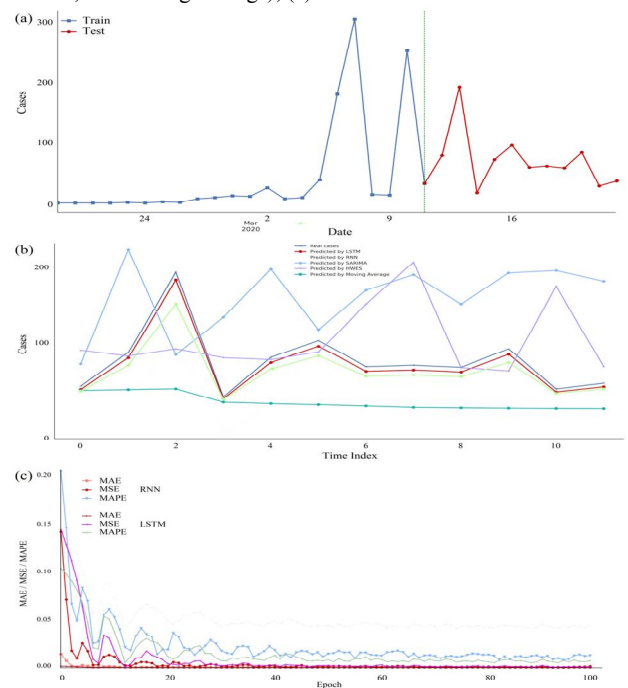 (a)
Train
Test
300
200
100
0
Cases
24
2
9
16
Mar
2020
Date
(b)
Real cases
Predicted by LSTM
Predicted by RNN
Predicted by SARIMA
Predicted by HWES
Predicted by Moving Average
200
100
0
Cases
0
2
4
6
8
10
Time Index
(c)
MAE
MSE RNN
MAPE
MAE
MSE LSTM
MAPE
0.20
0.15
0.10
0.05
0.00
MAE / MSE / MAPE
0
20
40
60
80
100
Epoch